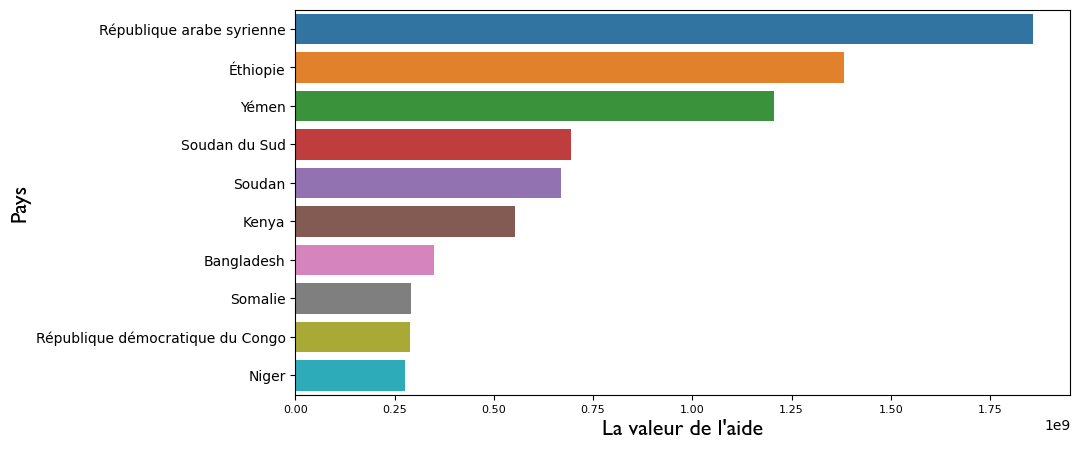 République arabe syrienne
Éthiopie
Yémen
Soudan du Sud
Soudan
Kenya
Bangladesh
Somalie
République démocratique du Congo
Niger
Pays
0.00 0.25 0.50 0.75 1.00 1.25 1.50 1.75
1e9
La valeur de l'aide